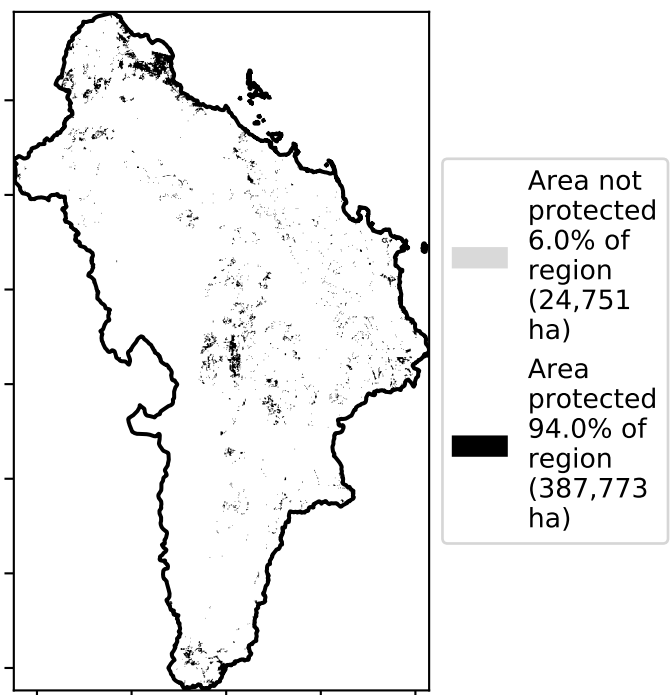 Area not
protected
6.0% of
region
(24,751
ha)
Area
protected
94.0% of
region
(387,773
ha)